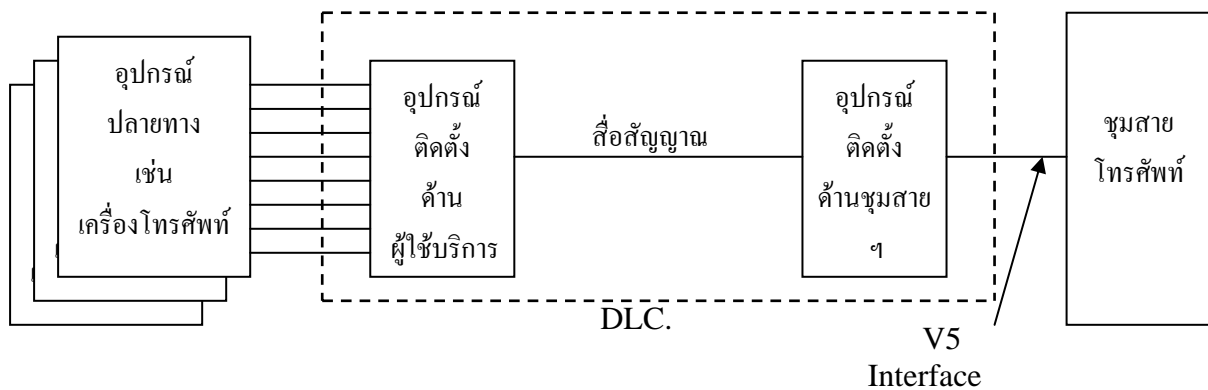 อุปกรณ์
ปลายทาง
เช่น
เครื่องโทรศัพท์
อุปกรณ์
ติดตั้ง
ด้าน
ผู้ใช้บริการ
สื่อสัญญาณ
อุปกรณ์
ติดตั้ง
ด้านชุมสาย
ฯ
ชุมสาย
โทรศัพท์
DLC.
V5
Interface